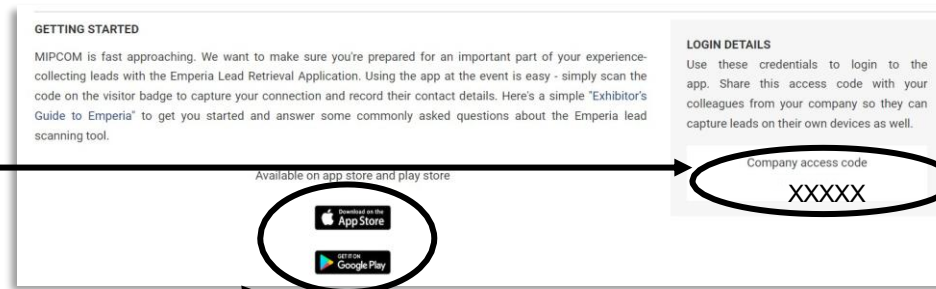 GETTING STARTED
MIPCOM is fast approaching. We want to make sure you're prepared for an important part of your experience-
collecting leads with the Emperia Lead Retrieval Application. Using the app at the event is easy - simply scan the
code on the visitor badge to capture your connection and record their contact details. Here's a simple "Exhibitor's
Guide to Emperia" to get you started and answer some commonly asked questions about the Emperia lead
scanning tool.
Available on app store and play store
Download on the
App Store
GET IT ON
Google Play
LOGIN DETAILS
Use these credentials to login to the
app. Share this access code with your
colleagues from your company so they can
capture leads on their own devices as well.
Company access code
XXXXX